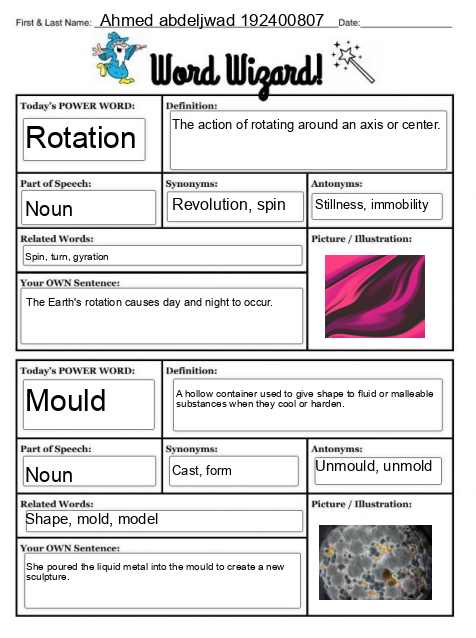 First & Last Name: Ahmed abdeljwad 192400807 Date:
Word Wizard!
Today's POWER WORD: Definition:
Rotation
The action of rotating around an axis or center.
Part of Speech: Synonyms: Antonyms:
Noun
Revolution, spin
Stillness, immobility
Related Words: Picture / Illustration:
Spin, turn, gyration
Your OWN Sentence:
The Earth's rotation causes day and night to occur.
Today's POWER WORD: Definition:
Mould
A hollow container used to give shape to fluid or malleable
substances when they cool or harden.
Part of Speech: Synonyms: Antonyms:
Noun
Cast, form
Unmould, unmold
Related Words: Picture / Illustration:
Shape, mold, model
Your OWN Sentence:
She poured the liquid metal into the mould to create a new
sculpture.